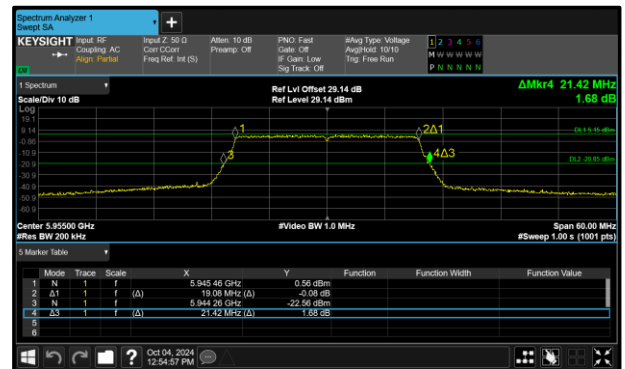 Spectrum Analyzer 1
Swept SA
+
KEYSIGHT Input: RF Input Z: 50 Ω Atten: 10 dB PNO: Fast #Avg Type: Voltage 1 2 3 4 5 6
Coupling: AC Corr CCorr Preamp: Off Gate: Off Avg|Hold: 10/10 M W W W W W
Align: Partial Freq Ref: Int (S) IF Gain: Low Trig: Free Run
Sig Track: Off P N N N N N
1 Spectrum Ref Lvl Offset 29.14 dB ΔMkr4 21.42 MHz
Scale/Div 10 dB Ref Level 29.14 dBm 1.68 dB
Log
19.1
9.14 1 2Δ1
-0.86
-10.9 3 4Δ3
-20.9 DL2 -20.85 dBm
-30.9
-40.9
-50.9
-60.9
Center 5.95500 GHz #Video BW 1.0 MHz Span 60.00 MHz
#Res BW 200 kHz #Sweep 1.00 s (1001 pts)
5 Marker Table
Mode Trace Scale X Y Function Function Width Function Value
1 N 1 f 5.945 46 GHz 0.56 dBm
2 Δ1 1 f (Δ) 19.08 MHz (Δ) -0.08 dB
3 N 1 f 5.944 26 GHz -22.56 dBm
4 Δ3 1 f (Δ) 21.42 MHz (Δ) 1.68 dB
5
6
? Oct 04, 2024
12:54:57 PM